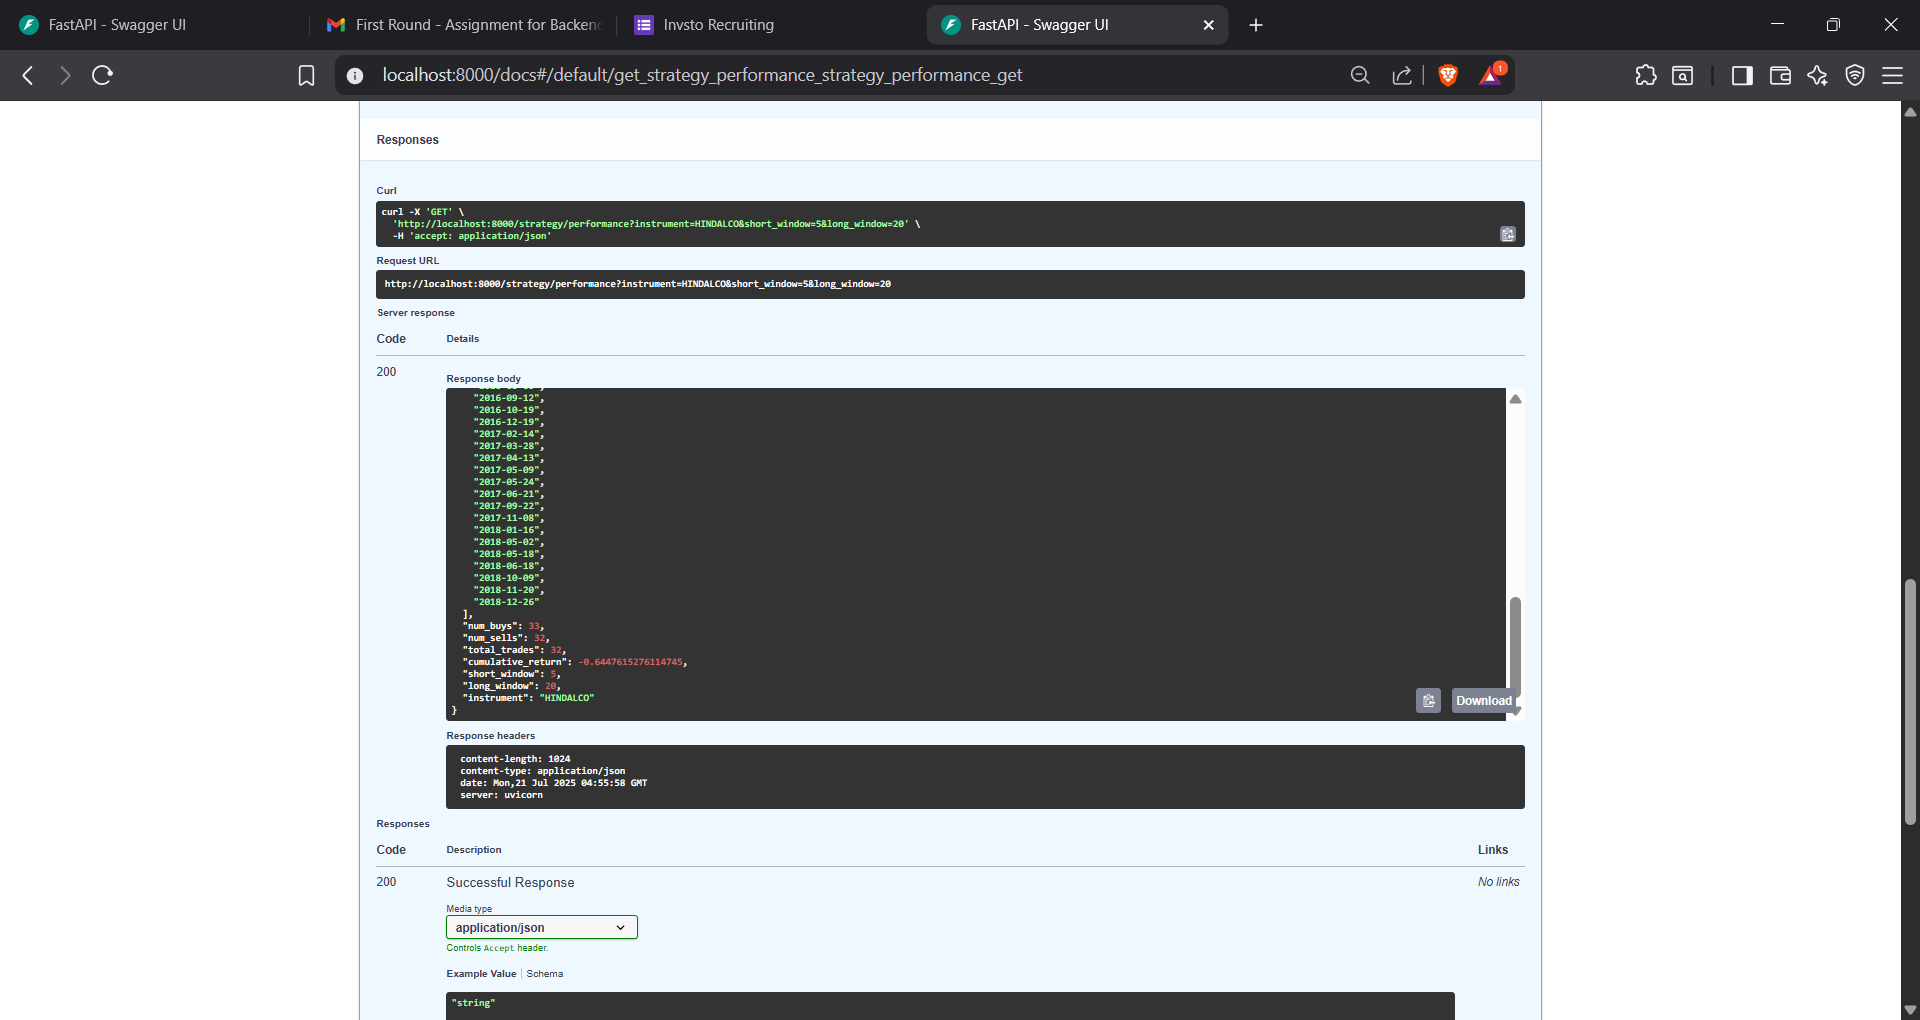 FastAPI - Swagger UI
First Round - Assignment for Backen
Invsto Recruiting
FastAPI - Swagger UI
localhost:8000/docs#/default/get_strategy_performance_strategy_performance_get
1
Responses
Curl
curl -X 'GET' \
'http://localhost:8000/strategy/performance?instrument=HINDALCO&short_window=5&long_window=20' \
-H 'accept: application/json'
Request URL
http://localhost:8000/strategy/performance?instrument=HINDALCO&short_window=5&long_window=20
Server response
Code Details
200
Response body
"2016-09-12",
"2016-10-19",
"2016-12-19",
"2017-02-14",
"2017-03-28",
"2017-04-13",
"2017-05-09",
"2017-05-24",
"2017-06-21",
"2017-09-22",
"2017-11-08",
"2018-01-16",
"2018-05-02",
"2018-05-18",
"2018-06-18",
"2018-10-09",
"2018-11-20",
"2018-12-26"
],
"num_buys": 33,
"num_sells": 32,
"total_trades": 32,
"cumulative_return": -0.6447615276114745,
"short_window": 5,
"long_window": 20,
"instrument": "HINDALCO"
}
Download
Response headers
content-length: 1024
content-type: application/json
date: Mon,21 Jul 2025 04:55:58 GMT
server: uvicorn
Responses
Code Description Links
200 Successful Response No links
Media type
application/json
Controls Accept header.
Example Value Schema
"string"